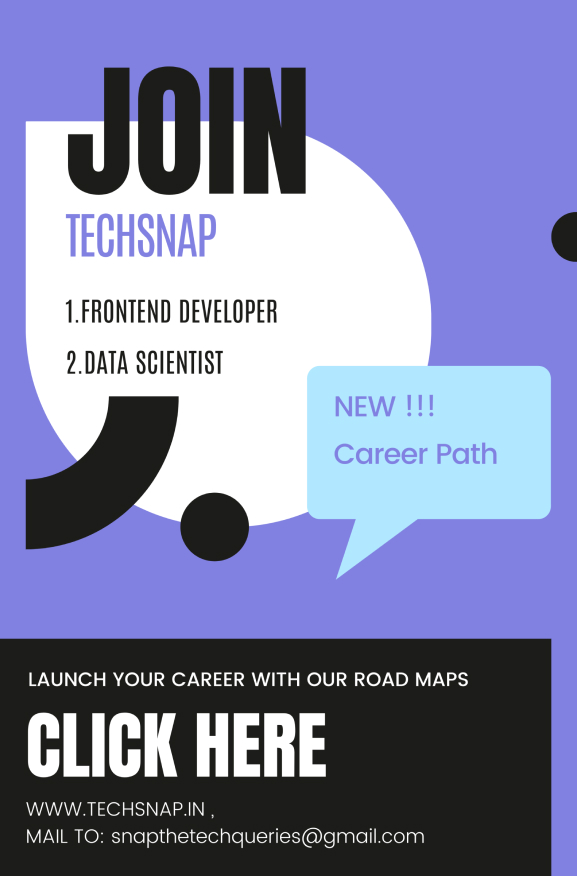 JOIN
TECHSNAP
1.FRONTEND DEVELOPER
2.DATA SCIENTIST
NEW !!!
Career Path
LAUNCH YOUR CAREER WITH OUR ROAD MAPS
CLICK HERE
WWW.TECHSNAP.IN ,
MAIL TO: snapthetechqueries@gmail.com